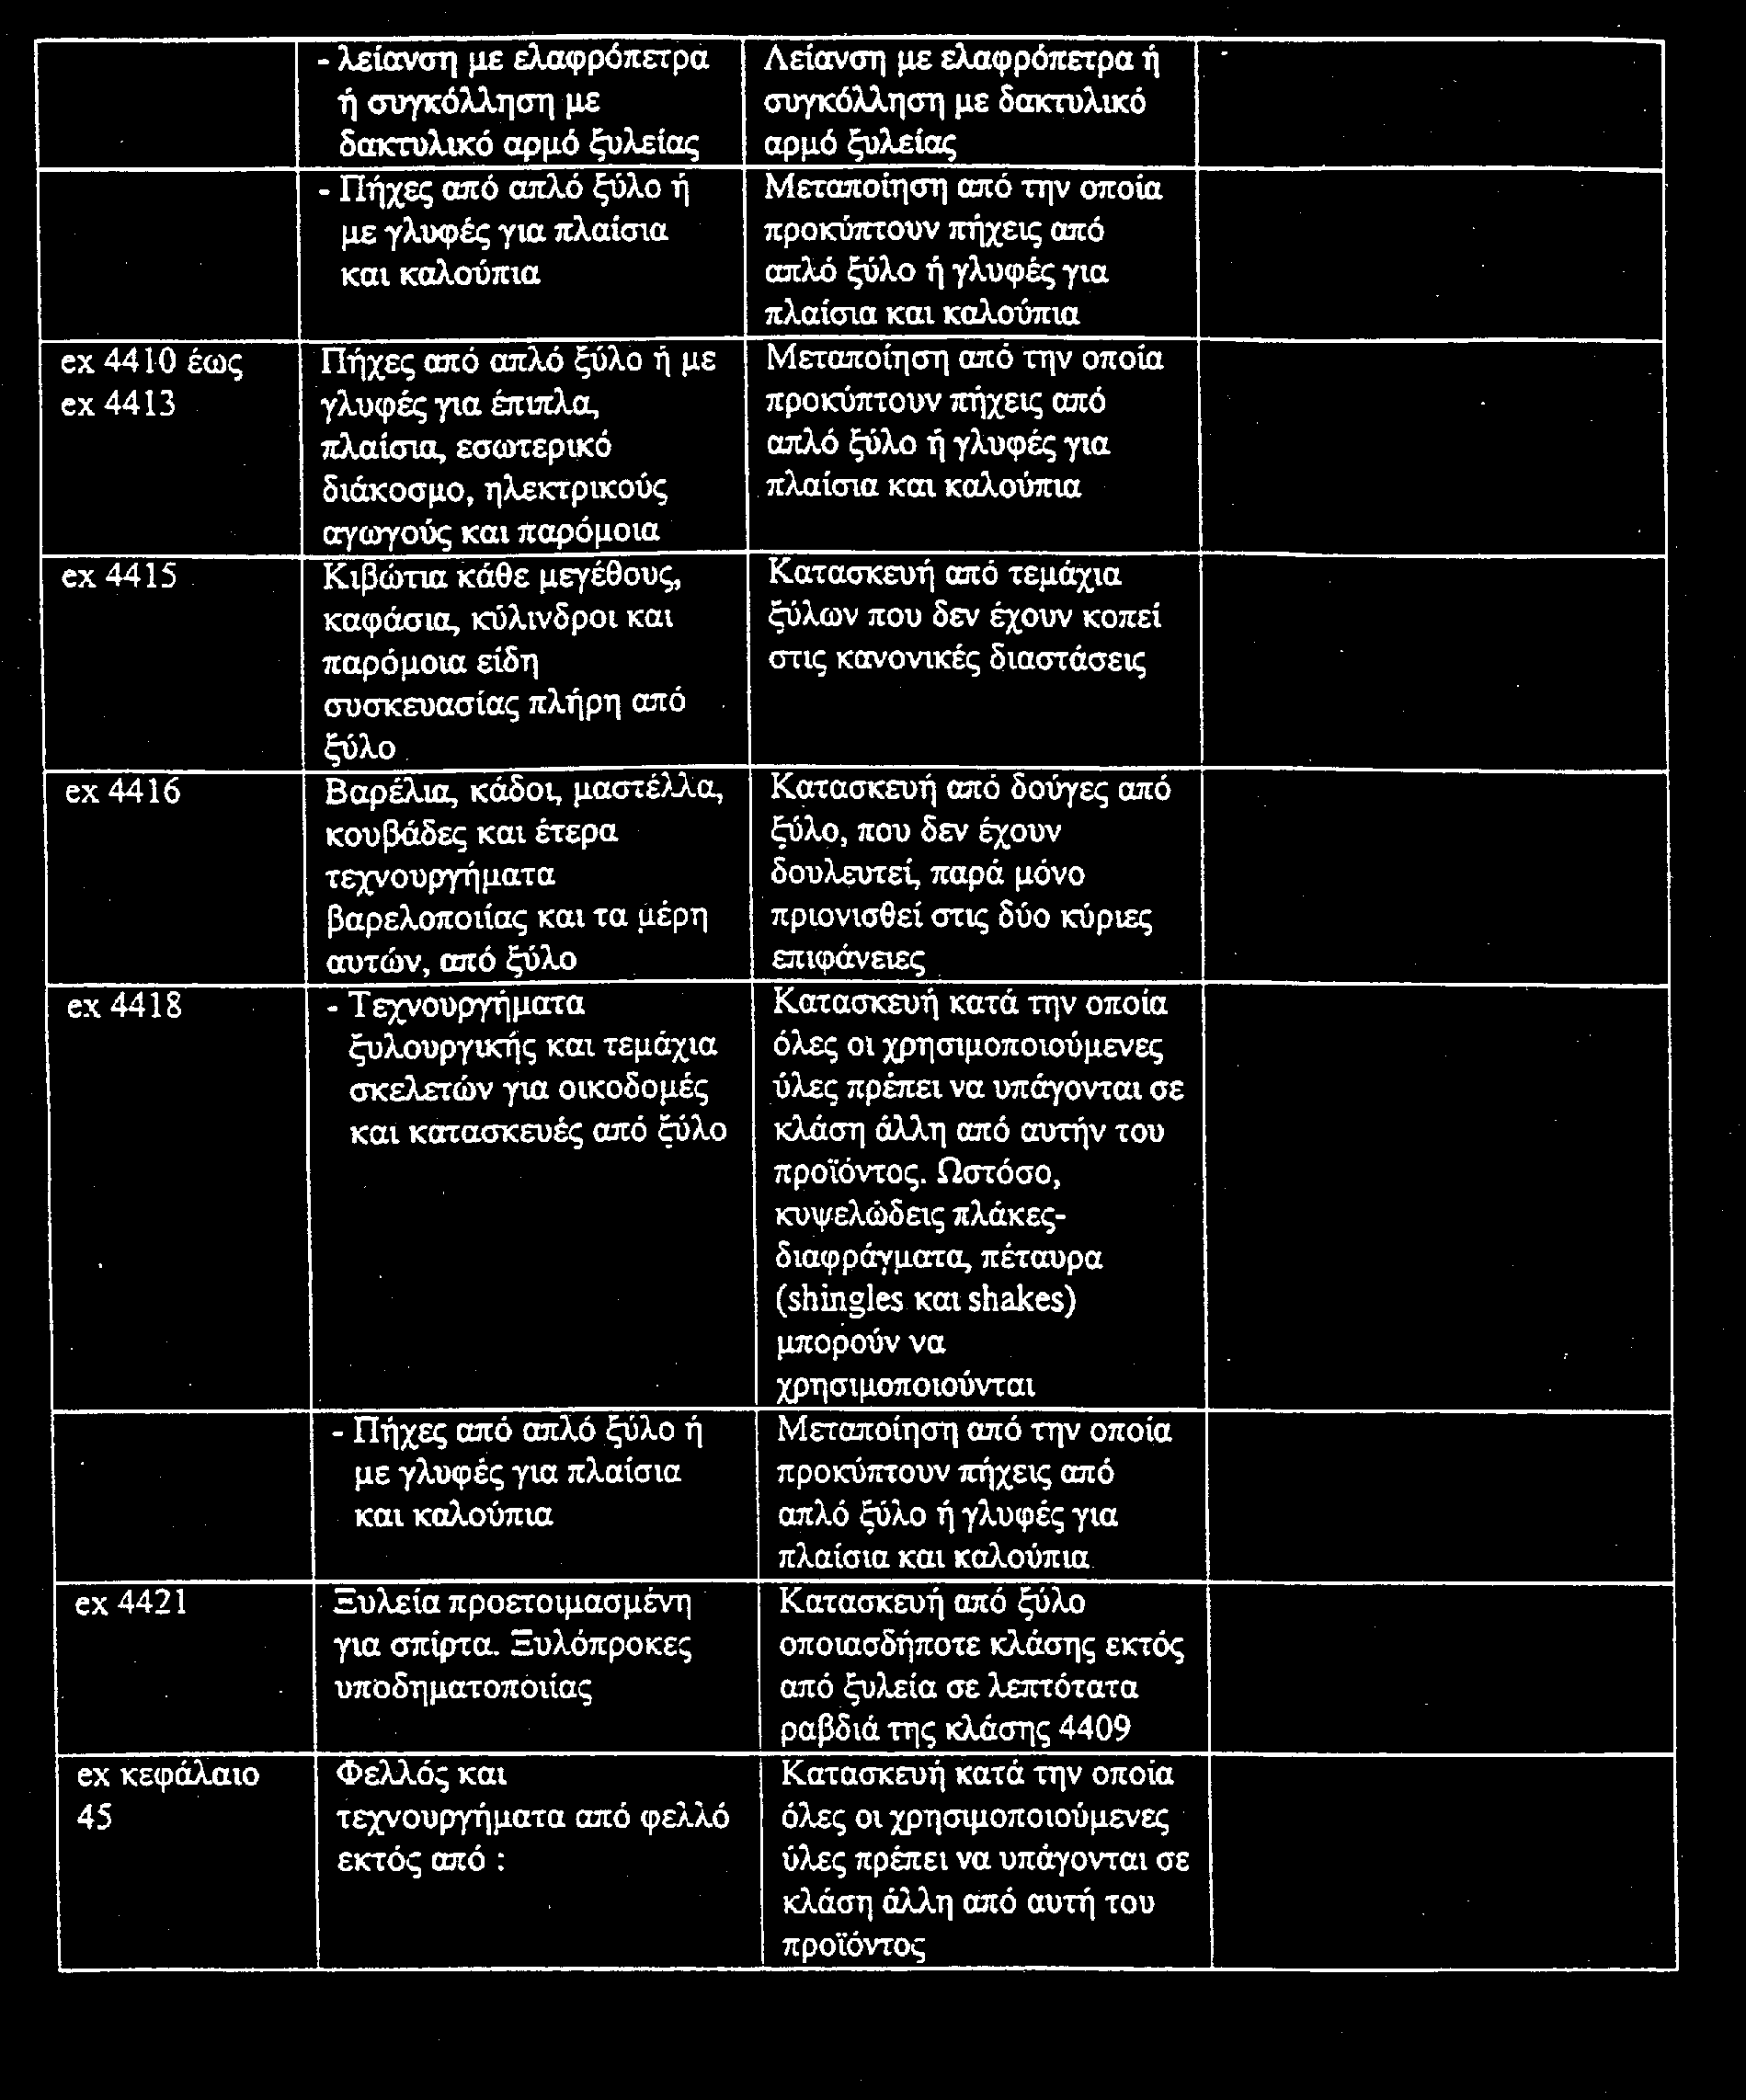 - λείανση με ελαφρόπετρα
ή συγκόλληση με
δακτυλικό αρμό ξυλείας
Λείανση με ελαφρόπετρα ή
συγκόλληση με δακτυλικό
αρμό ξυλείας
- Πήχες από απλό ξύλο ή
με γλυφές για πλαίσια
και καλούπια
Μεταποίηση από την οποία
προκύπτουν πήχεις από
απλό ξύλο ή γλυφές για
πλαίσια και καλούπια
ex 4410 έως
ex 4413
Πήχες από απλό ξύλο ή με
γλυφές για έπιπλα,
πλαίσια, εσωτερικό
διάκοσμο, ηλεκτρικούς
αγωγούς και παρόμοια
Μεταποίηση από την οποία
προκύπτουν πήχεις από
απλό ξύλο ή γλυφές για
πλαίσια και καλούπια
ex 4415
Κιβώτια κάθε μεγέθους,
καφάσια, κύλινδροι και
παρόμοια είδη
συσκευασίας πλήρη από
ξύλο
Κατασκευή από τεμάχια
ξύλων που δεν έχουν κοπεί
στις κανονικές διαστάσεις
ex 4416
Βαρέλια, κάδοι, μαστέλλα,
κουβάδες και έτερα
τεχνουργήματα
βαρελοποιίας και τα μέρη
αυτών, από ξύλο
Κατασκευή από δούγες από
ξύλο, που δεν έχουν
δουλευτεί, παρά μόνο
πριονισθεί στις δύο κύριες
επιφάνειες
ex 4418
- Τεχνουργήματα
ξυλουργικής και τεμάχια
σκελετών για οικοδομές
και κατασκευές από ξύλο
Κατασκευή κατά την οποία
όλες οι χρησιμοποιούμενες
ύλες πρέπει να υπάγονται σε
κλάση άλλη από αυτήν του
προϊόντος. Ωστόσο,
κυψελώδεις πλάκες-
διαφράγματα, πέταυρα
(shingles και shakes)
μπορούν να
χρησιμοποιούνται
- Πήχες από απλό ξύλο ή
με γλυφές για πλαίσια
και καλούπια
Μεταποίηση από την οποία
προκύπτουν πήχεις από
απλό ξύλο ή γλυφές για
πλαίσια και καλούπια
ex 4421
Ξυλεία προετοιμασμένη
για σπίρτα. Ξυλόπροκες
υποδηματοποιίας
Κατασκευή από ξύλο
οποιασδήποτε κλάσης εκτός
από ξυλεία σε λεπτότατα
ραβδιά της κλάσης 4409
ex κεφάλαιο
45
Φελλός και
τεχνουργήματα από φελλό
εκτός από :
Κατασκευή κατά την οποία
όλες οι χρησιμοποιούμενες
ύλες πρέπει να υπάγονται σε
κλάση άλλη από αυτή του
προϊόντος